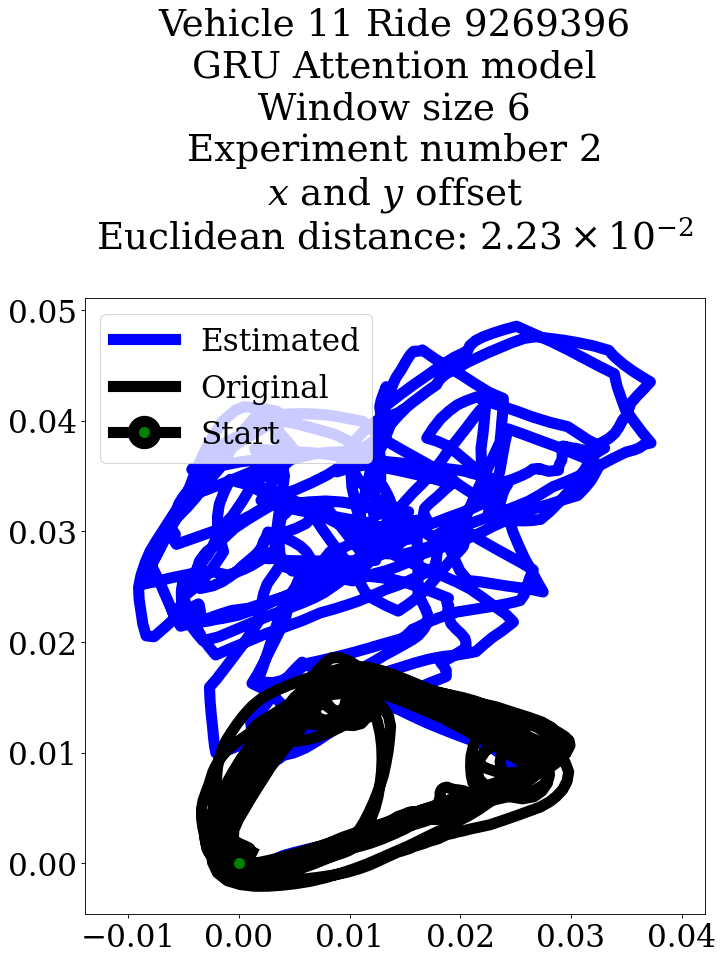 Vehicle 11 Ride 9269396
GRU Attention model
Window size 6
Experiment number 2
x and y offset
Euclidean distance: 2.23 × 10⁻²
Estimated
Original
Start
0.05
0.04
0.03
0.02
0.01
0.00
−0.01 0.00 0.01 0.02 0.03 0.04